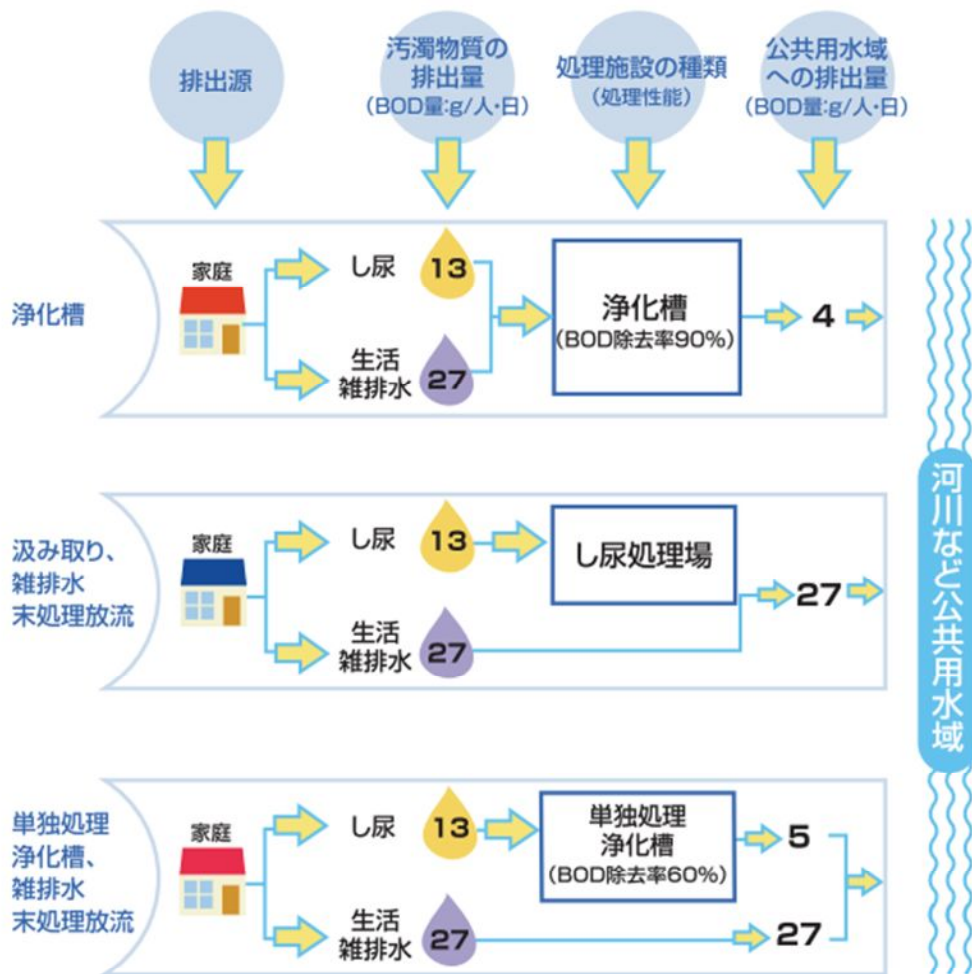 排出源
汚濁物質の
排出量
(BOD量:g/人・日)
処理施設の種類
(処理性能)
公共用水域
への排出量
(BOD量:g/人・日)
浄化槽
家庭
し尿
13
生活
雑排水
27
浄化槽
(BOD除去率90%)
4
汲み取り、
雑排水
末処理放流
家庭
し尿
13
生活
雑排水
27
し尿処理場
27
単独処理
浄化槽、
雑排水
末処理放流
家庭
し尿
13
生活
雑排水
27
単独処理
浄化槽
(BOD除去率60%)
5
27
河川など公共用水域